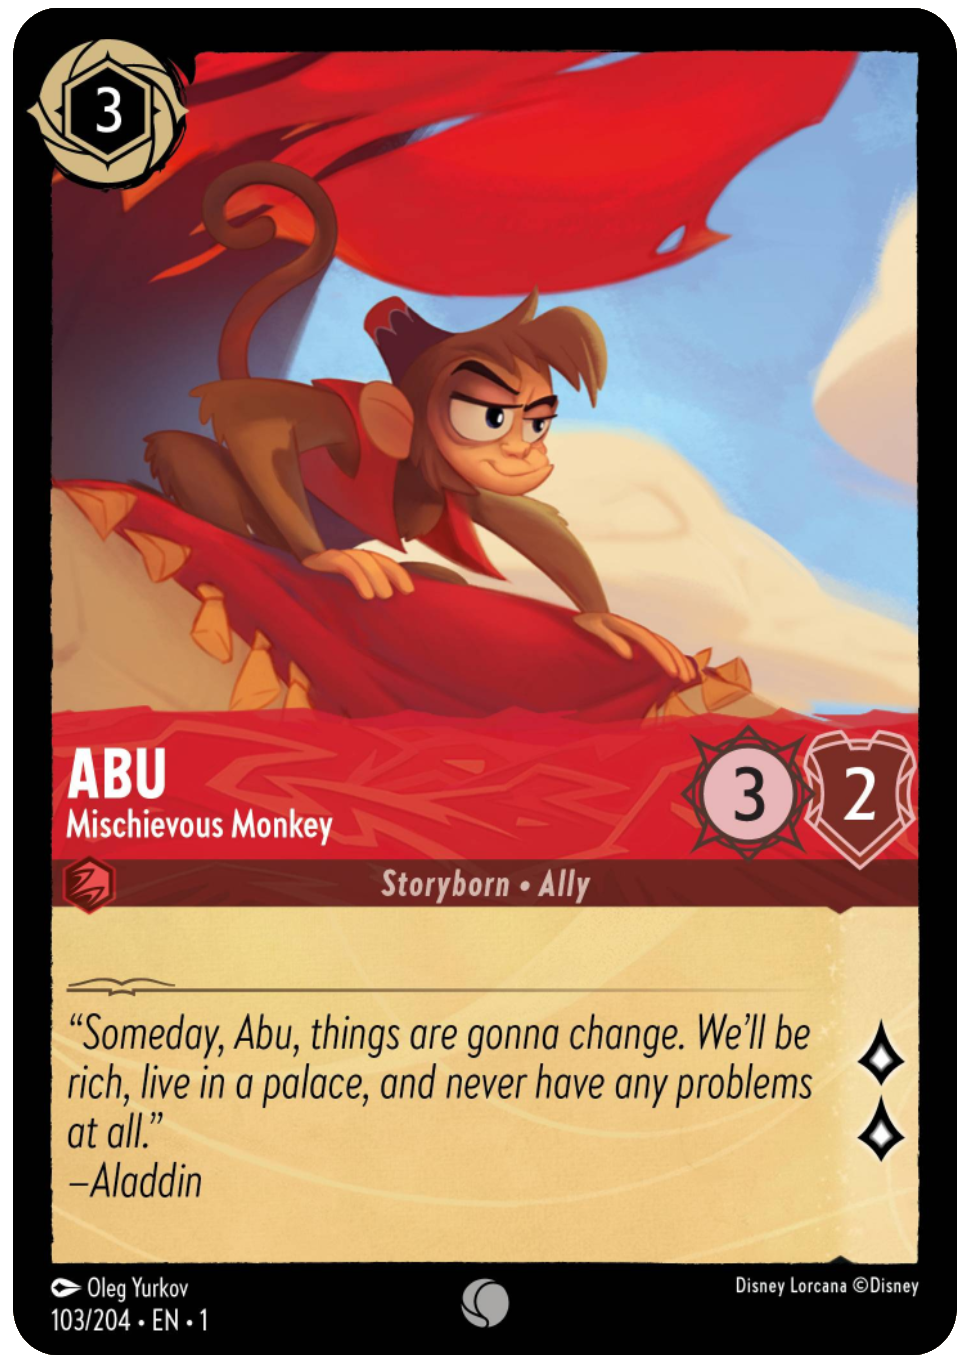 3
ABU
Mischievous Monkey
3
2
Storyborn • Ally
“Someday, Abu, things are gonna change. We’ll be
rich, live in a palace, and never have any problems
at all.”
–Aladdin
Oleg Yurkov
103/204 • EN • 1
Disney Lorcana ©Disney